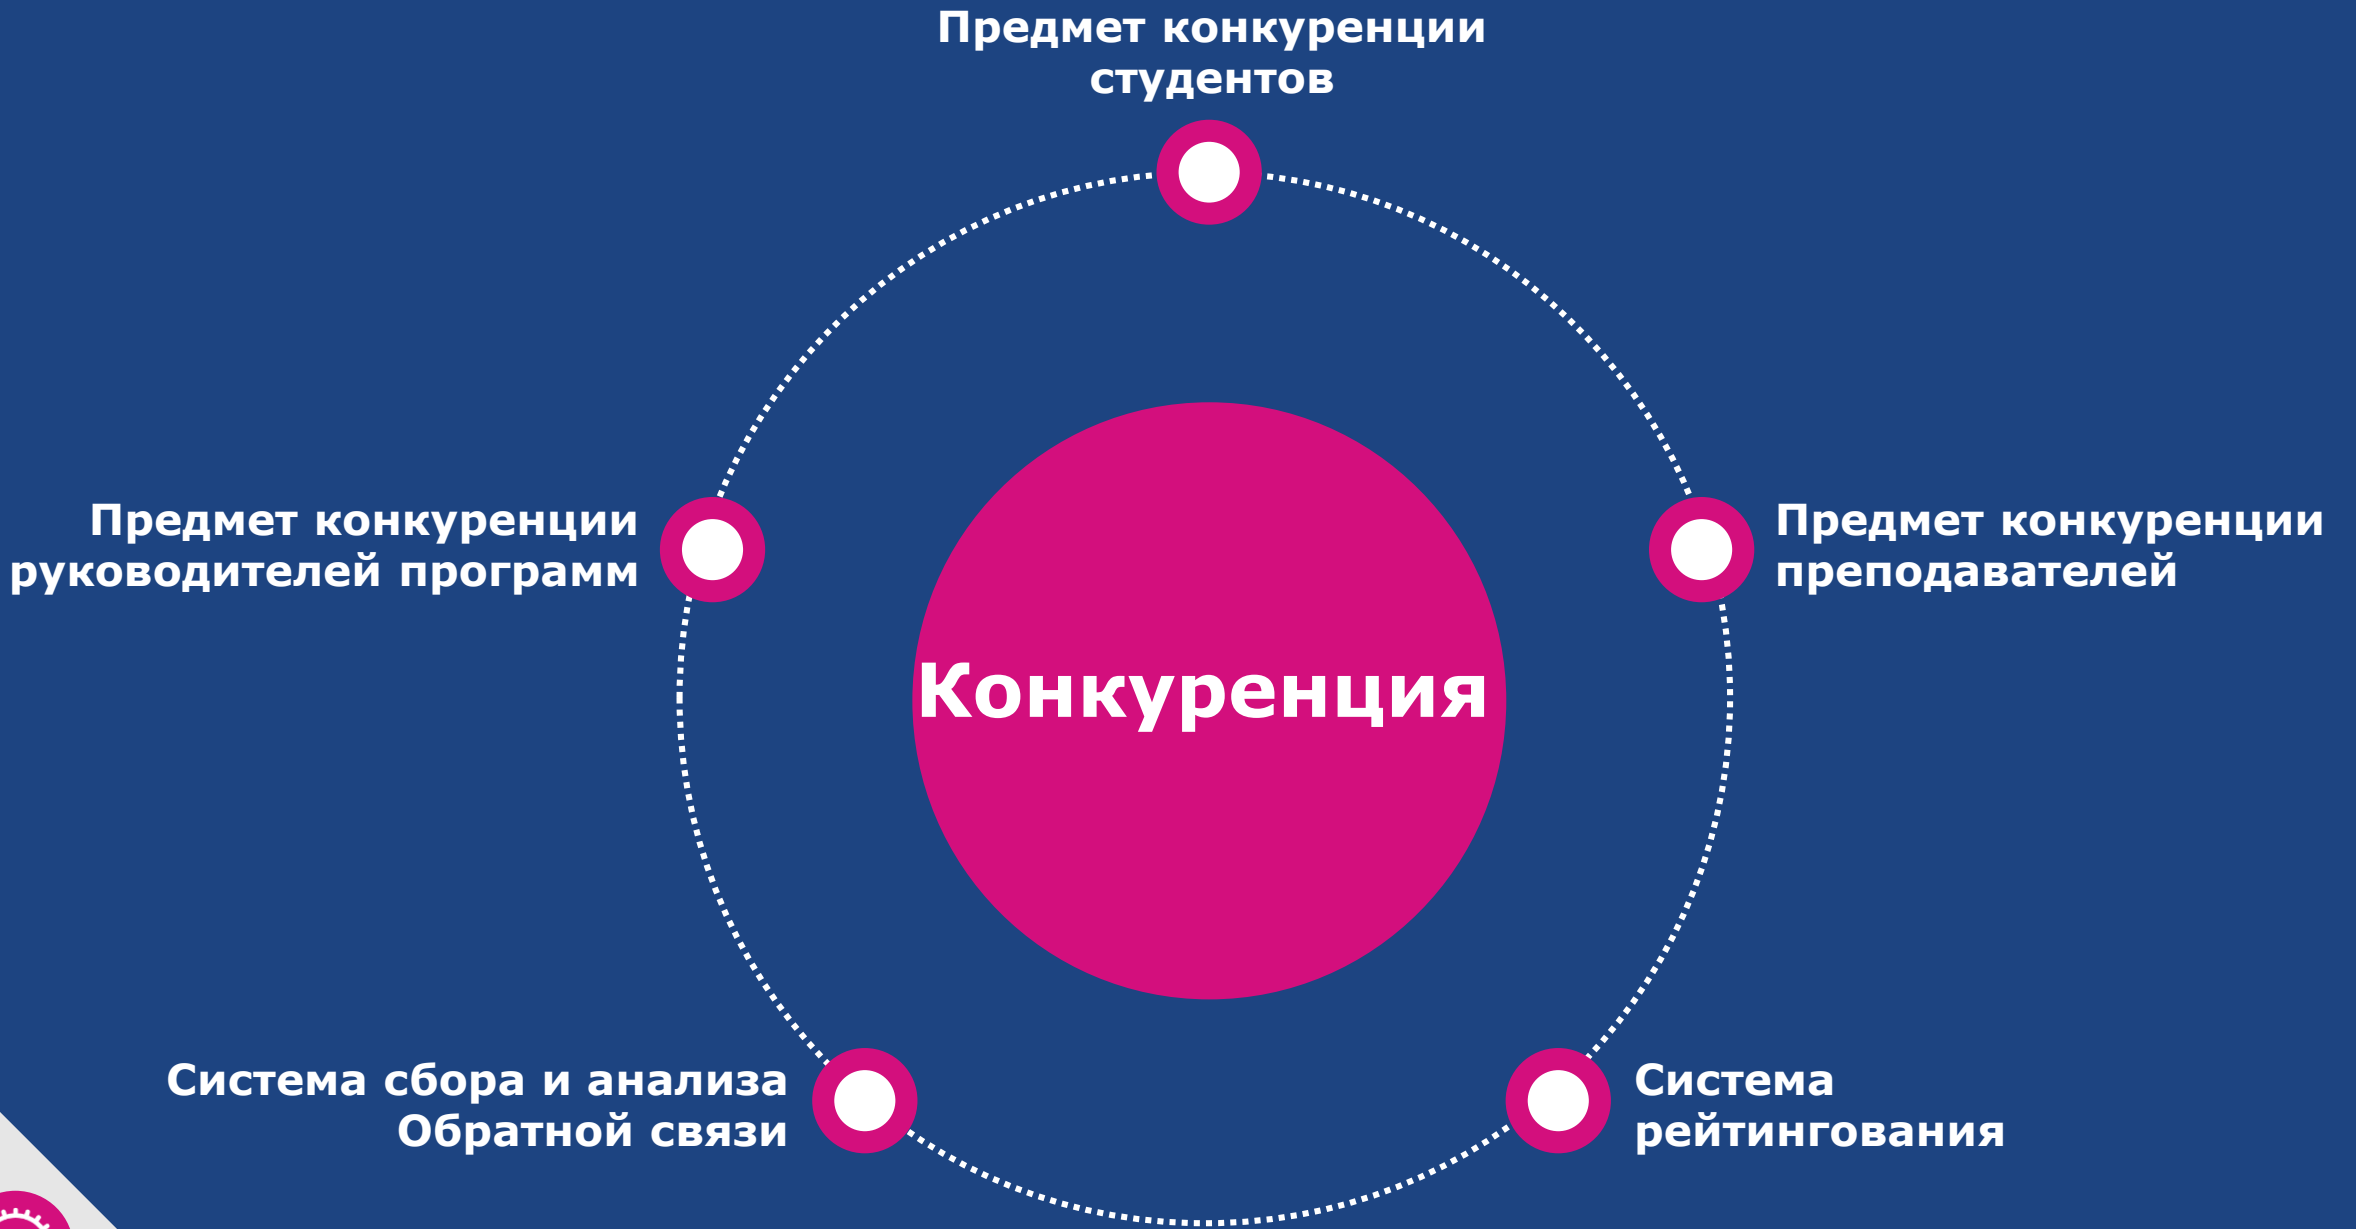 Предмет конкуренции
студентов
Предмет конкуренции
руководителей программ
Предмет конкуренции
преподавателей
Конкуренция
Система сбора и анализа
Обратной связи
Система
рейтингования